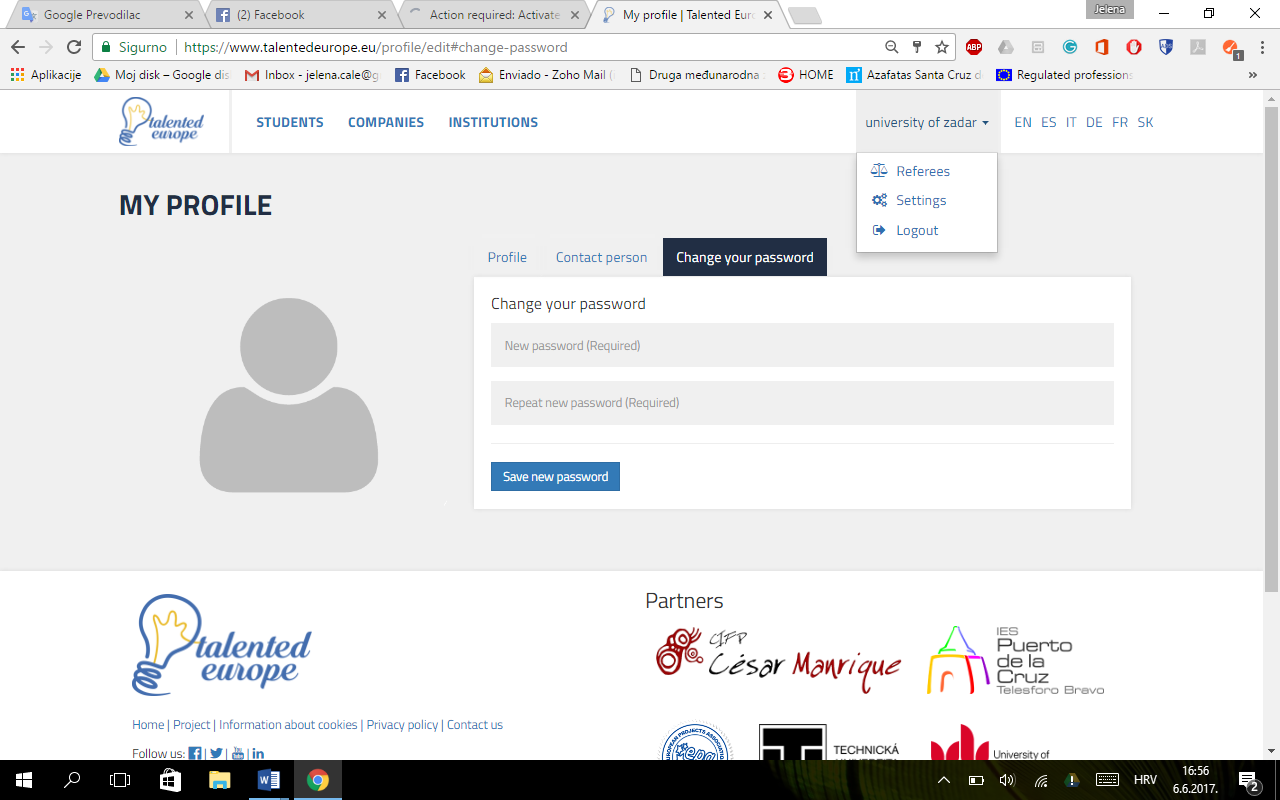 Google Prevodilac
(2) Facebook
Action required: Activate
My profile | Talented Euro
Jelena
Sigurno
https://www.talentedeurope.eu/profile/edit#change-password
ABP
1
Aplikacije
Moj disk – Google dis
Inbox - jelena.cale@g
Facebook
Enviado - Zoho Mail (
Druga međunarodna
HOME
Azafatas Santa Cruz d
Regulated professions
»
talented europe
STUDENTS
COMPANIES
INSTITUTIONS
university of zadar
EN ES IT DE FR SK
Referees
Settings
Logout
MY PROFILE
Profile
Contact person
Change your password
Change your password
New password (Required)
Repeat new password (Required)
Save new password
talented
europe
Home | Project | Information about cookies | Privacy policy | Contact us
Follow us: | | |
Partners
CIFP
César Manrique
IES
Puerto
de la
Cruz
Telesforo Bravo
TECHNICKÁ
University of
HRV
16:56
6.6.2017.
2